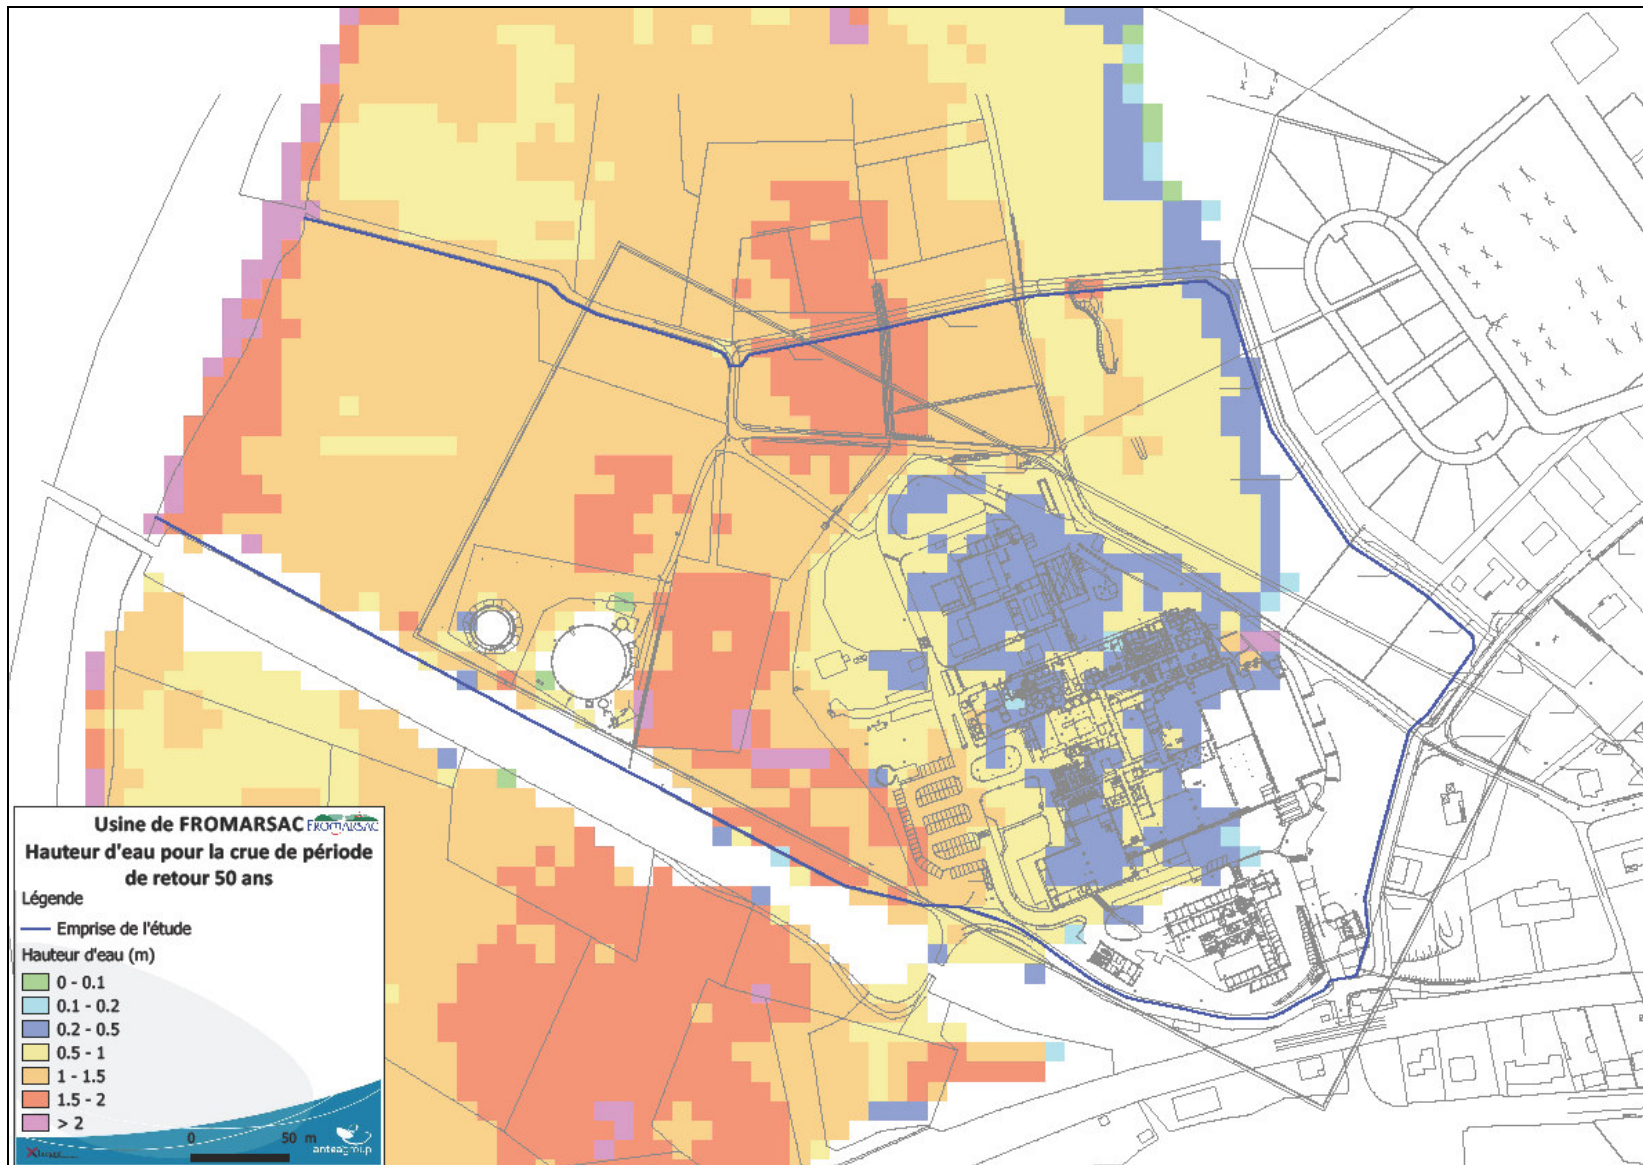 Usine de FROMARSAC FROMARSAC
Hauteur d'eau pour la crue de période
de retour 50 ans
Légende
Emprise de l'étude
Hauteur d'eau (m)
0 - 0.1
0.1 - 0.2
0.2 - 0.5
0.5 - 1
1 - 1.5
1.5 - 2
> 2
0 50 m
anteagroup